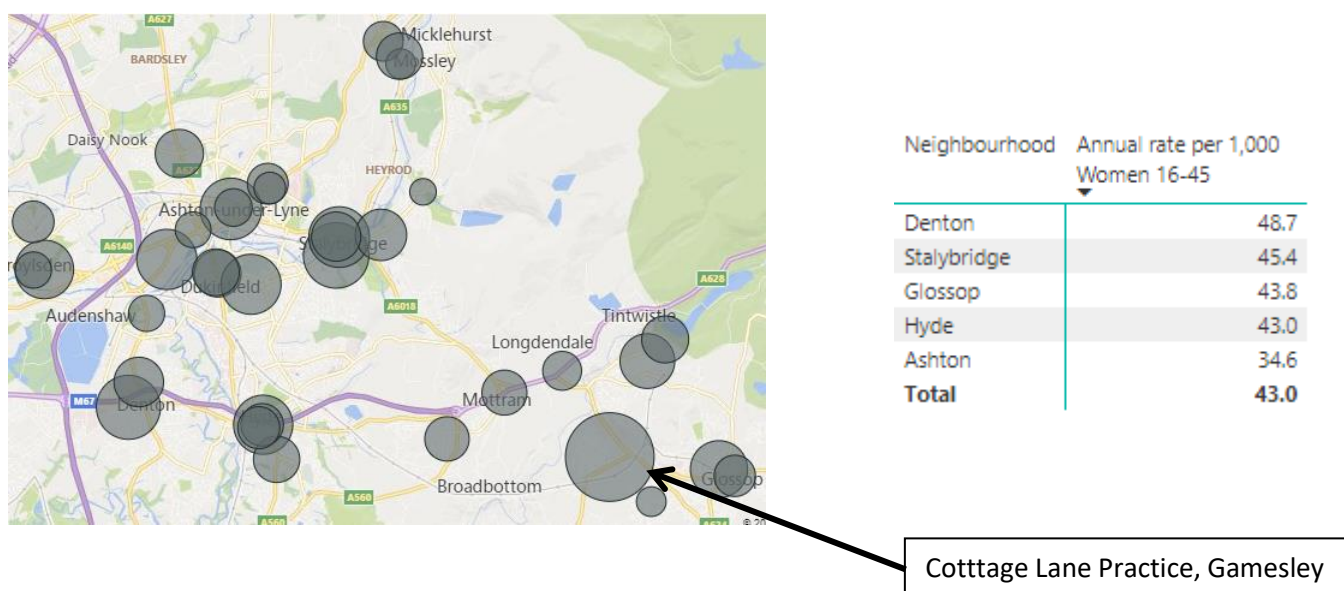 A627
Micklehurst
BARDSLEY
Mossley
A635
Daisy Nook
HEYROD
Ashton-under-Lyne
A6140
Stalybridge
A628
Dukinfield
A6018
Audenshaw
Tintwistle
Longdendale
M67
Mottram
Denton
Broadbottom
Glossop
A560
A560
© 20
Neighbourhood Annual rate per 1,000
Women 16-45
Denton 48.7
Stalybridge 45.4
Glossop 43.8
Hyde 43.0
Ashton 34.6
Total 43.0
Cotttage Lane Practice, Gamesley